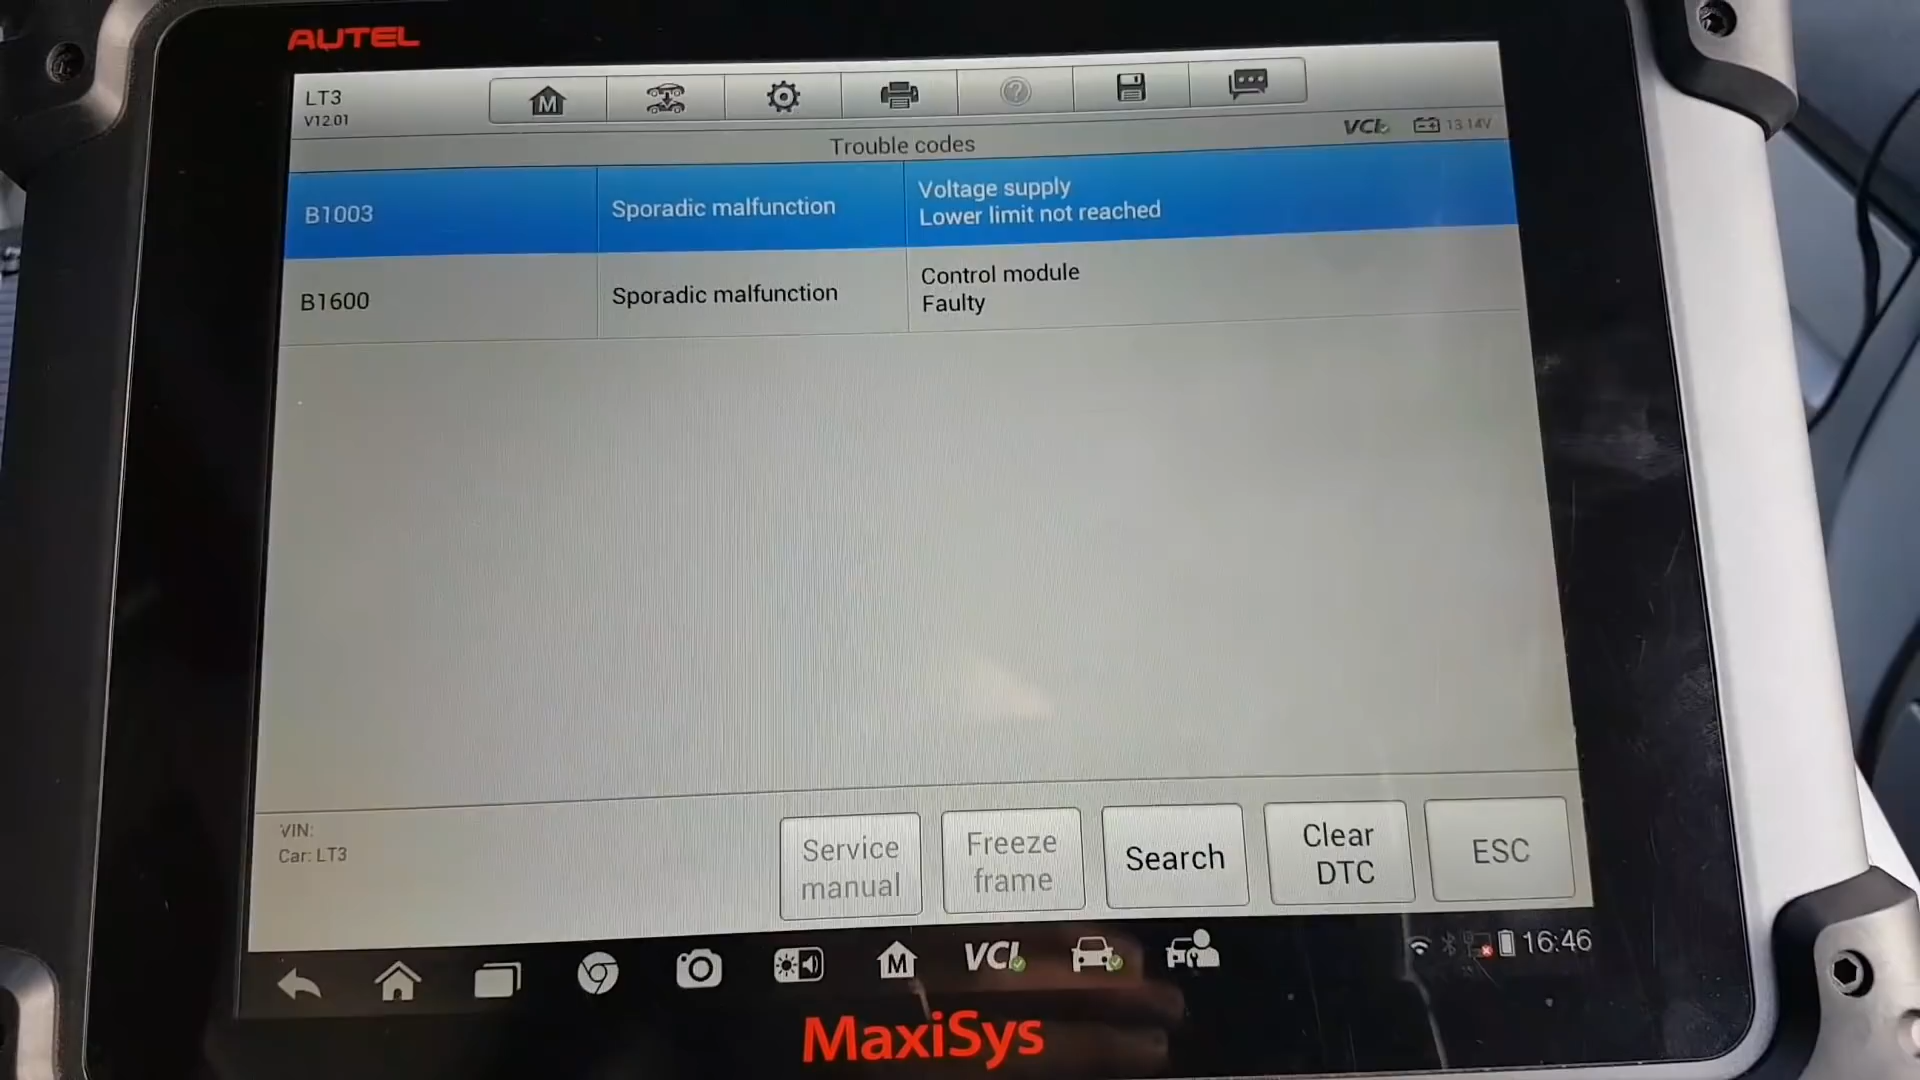 AUTEL
LT3
V12.01
M
?
VCI
13.14V
Trouble codes
B1003
Sporadic malfunction
Voltage supply
Lower limit not reached
B1600
Sporadic malfunction
Control module
Faulty
VIN:
Car: LT3
Service
manual
Freeze
frame
Search
Clear
DTC
ESC
M
VCI
16:46
MaxiSys